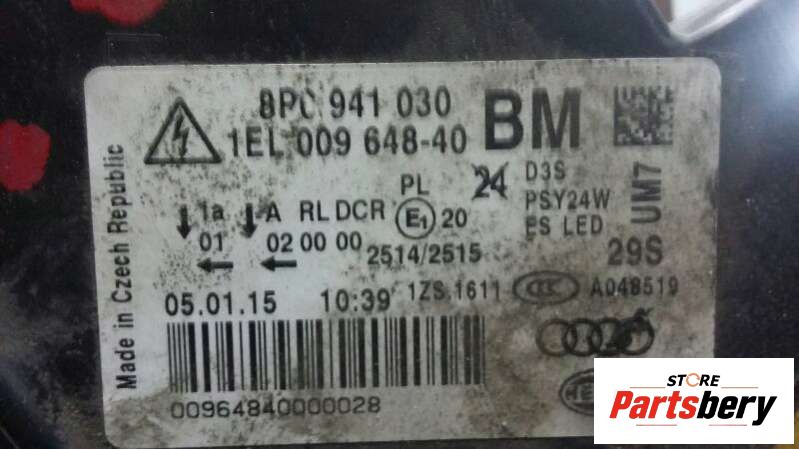 8P0 941 030 BM
1EL 009 648-40
Made in Czech Republic
1a A RL DCR PL 24 D3S
E1 20 PSY24W
01 02 00 00 ES LED UM7
2514/2515 29S
05.01.15 10:39 1ZS.1611 CCC A048519
00964840000028
STORE
Partsbery